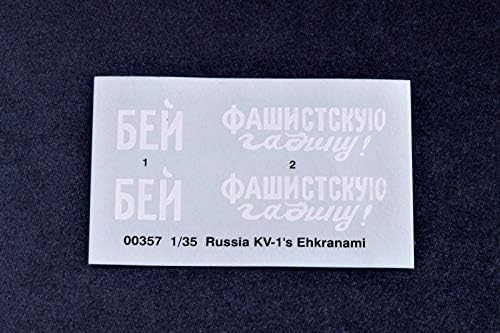 БЕЙ ФАШИСТСКУЮ
гадину!
1 2
БЕЙ ФАШИСТСКУЮ
гадину!
00357 1/35 Russia KV-1's Ehkranami